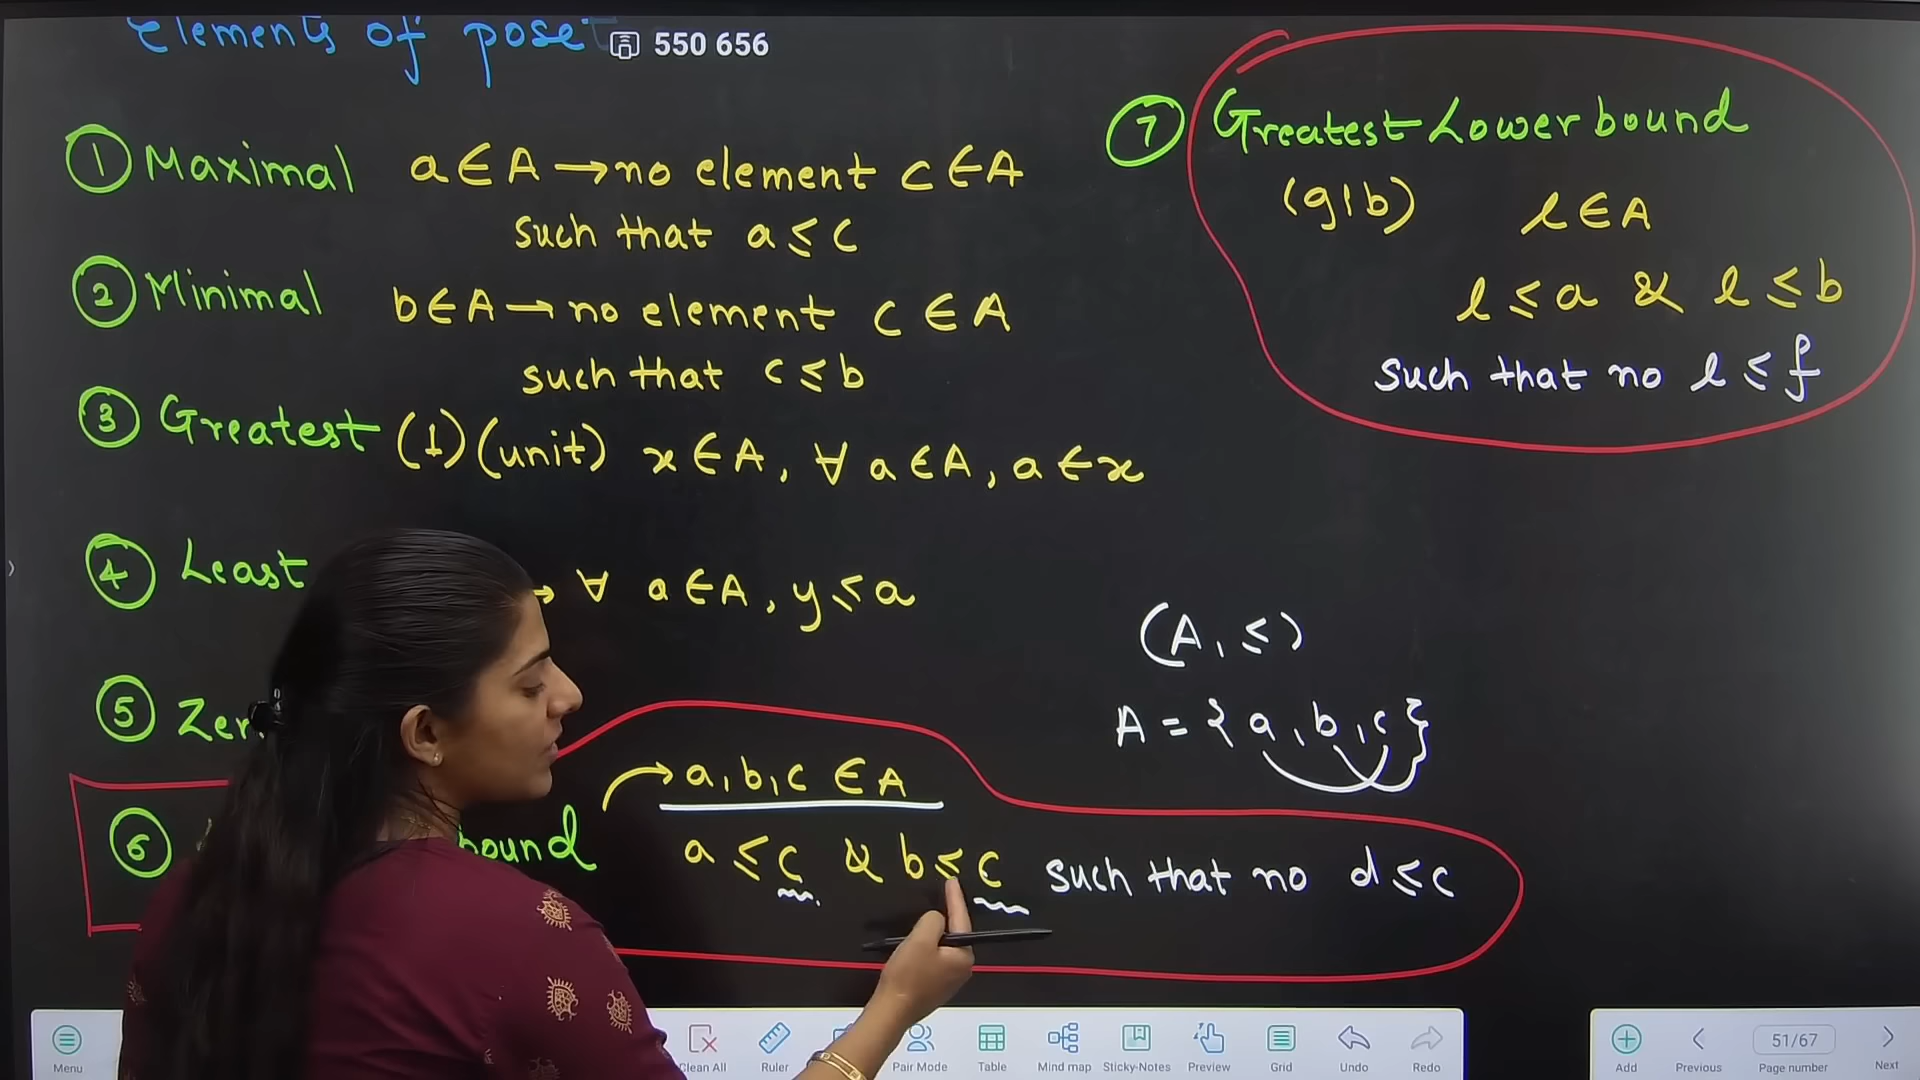 Elements of poset
550 656
① Maximal a ∈ A → no element c ∈ A
such that a ≤ c
② Minimal b ∈ A → no element c ∈ A
such that c ≤ b
③ Greatest (1) (unit) x ∈ A, ∀ a ∈ A, a ∈ x
④ Least → ∀ a ∈ A, y ≤ a
⑤ Zer
⑥ bound → a, b, c ∈ A
a ≤ c & b ≤ c such that no d ≤ c
⑦ Greatest Lower bound
(glb) l ∈ A
l ≤ a & l ≤ b
such that no l ≤ f
(A, ≤)
A = {a, b, c}
Menu
Clean All Ruler Pair Mode Table Mind map Sticky-Notes Preview Grid Undo Redo
Add Previous 51/67 Page number Next